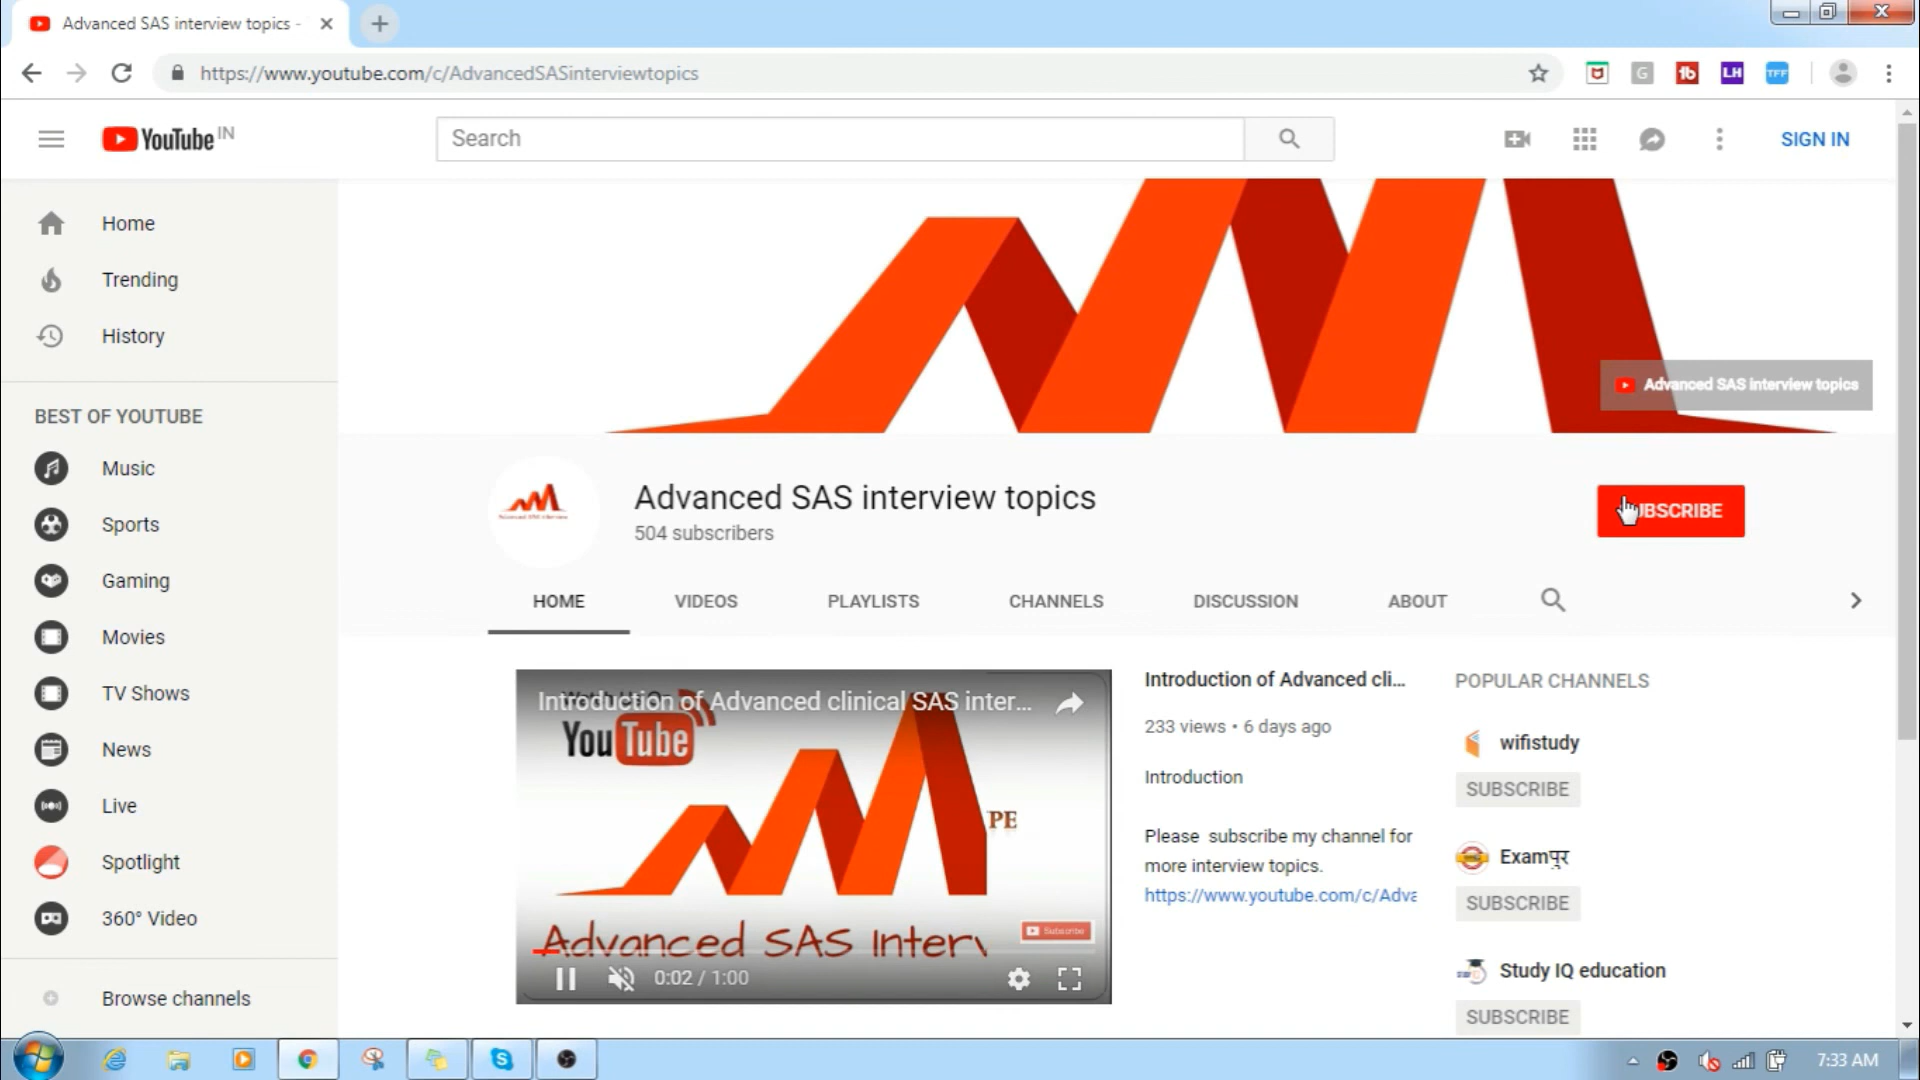 Advanced SAS interview topics -
https://www.youtube.com/c/AdvancedSASinterviewtopics
YouTube IN
Search
SIGN IN
Home
Trending
History
BEST OF YOUTUBE
Music
Sports
Gaming
Movies
TV Shows
News
Live
Spotlight
360° Video
Browse channels
Advanced SAS interview topics
Advanced SAS interview topics
504 subscribers
UBSCRIBE
HOME VIDEOS PLAYLISTS CHANNELS DISCUSSION ABOUT
Introduction of Advanced clinical SAS inter...
YouTube
PE
Advanced SAS Interv
Subscribe
0:02 / 1:00
Introduction of Advanced cli...
233 views • 6 days ago
Introduction
Please subscribe my channel for
more interview topics.
https://www.youtube.com/c/Adva
POPULAR CHANNELS
wifistudy
SUBSCRIBE
Examपुर
SUBSCRIBE
Study IQ education
SUBSCRIBE
7:33 AM